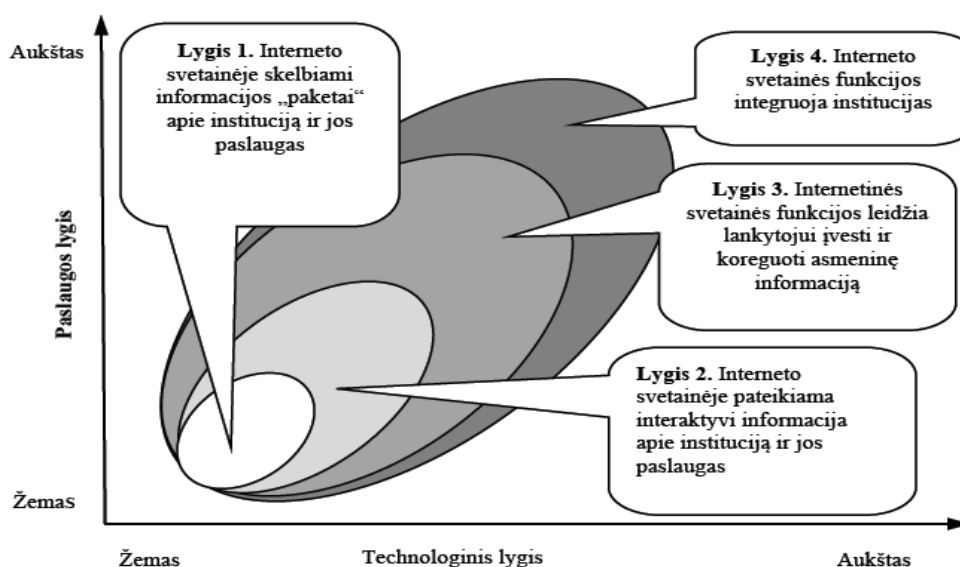 Aukštas
Lygis 1. Interneto
svetainėje skelbiami
informacijos „paketai“
apie instituciją ir jos
paslaugas
Lygis 4. Interneto
svetainės funkcijos
integruoja institucijas
Lygis 3. Internetinės
svetainės funkcijos leidžia
lankytojui įvesti ir
koreguoti asmeninę
informaciją
Paslaugos lygis
Lygis 2. Interneto
svetainėje pateikiama
interaktyvi informacija
apie instituciją ir jos
paslaugas
Žemas
Žemas
Technologinis lygis
Aukštas